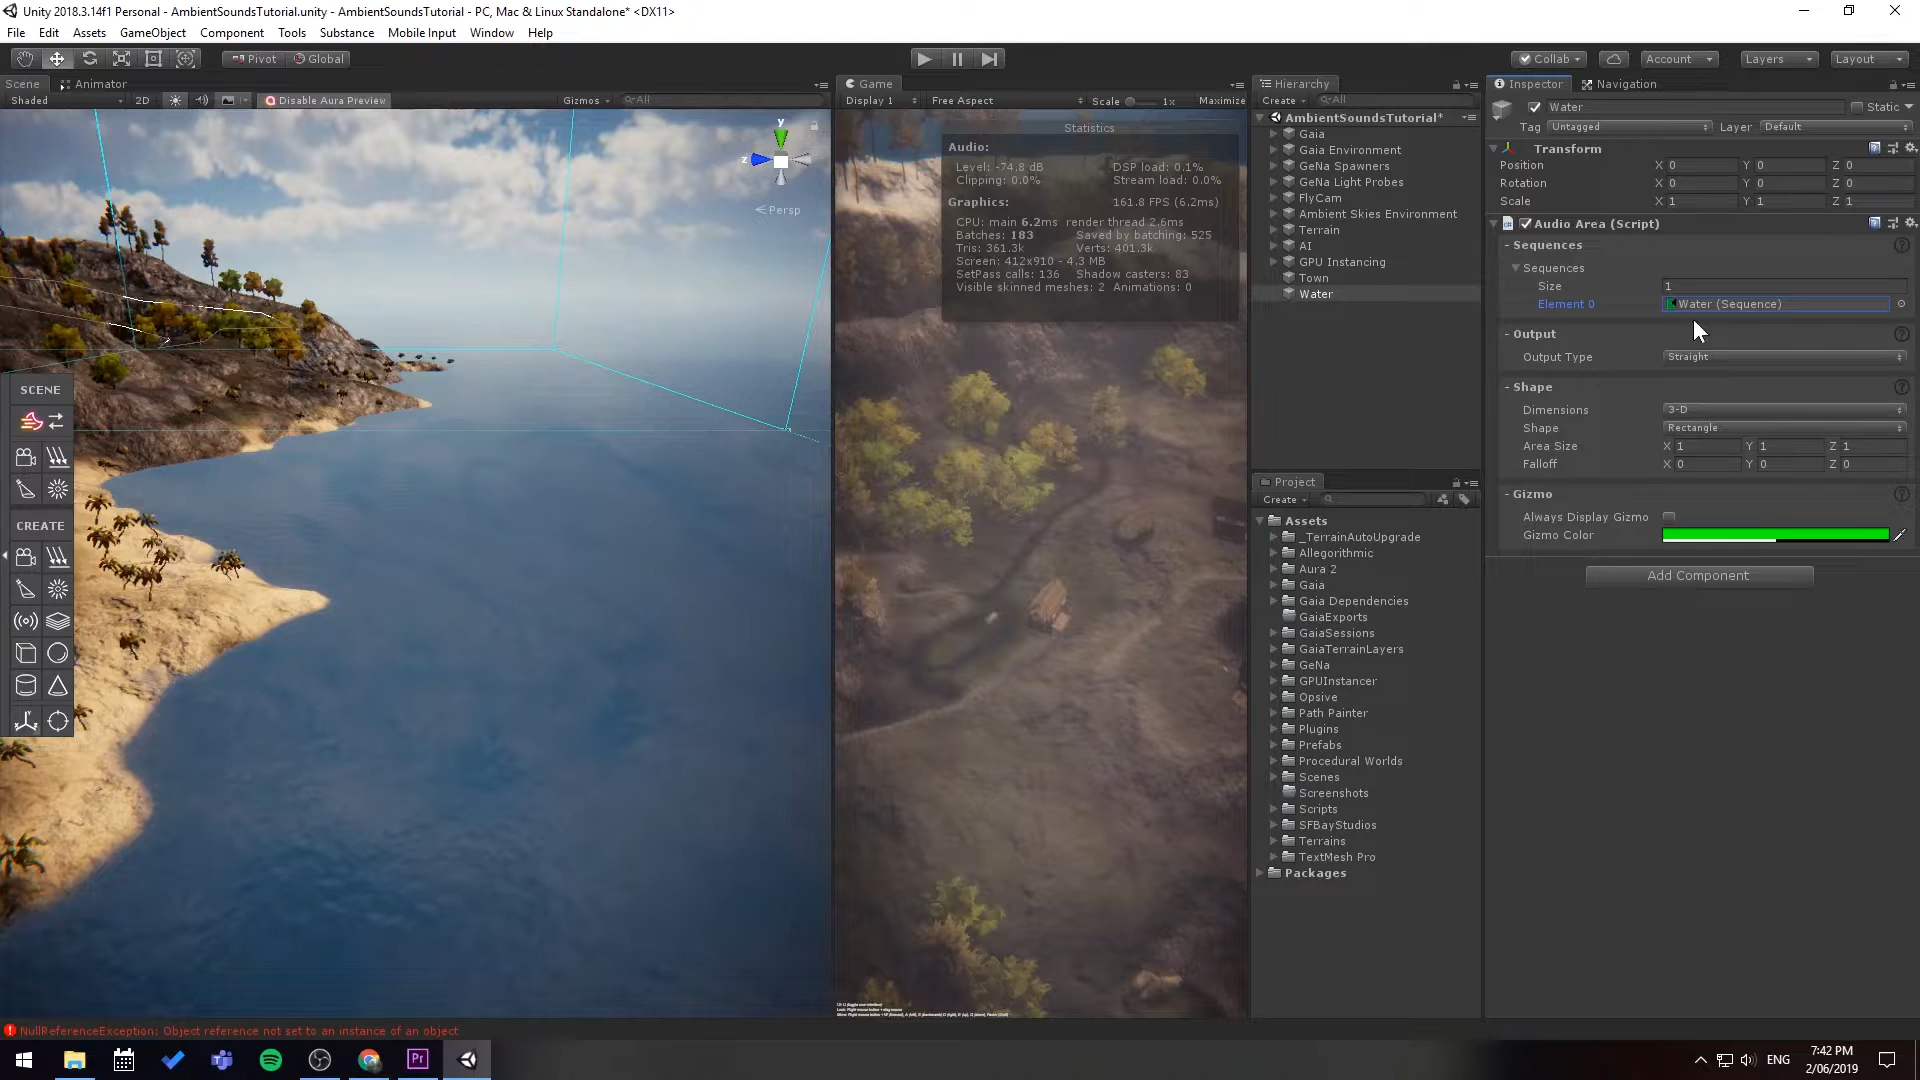 Unity 2018.3.14f1 Personal - AmbientSoundsTutorial.unity - AmbientSoundsTutorial - PC, Mac & Linux Standalone* <DX11>
File Edit Assets GameObject Component Tools Substance Mobile Input Window Help
Pivot Global Collab Account Layers Layout
Scene Animator
Shaded 2D Disable Aura Preview Gizmos All
y
z
Persp
SCENE
CREATE
Game
Display 1 Free Aspect Scale 1x Maximize
Statistics
Audio:
Level: -74.8 dB DSP load: 0.1%
Clipping: 0.0% Stream load: 0.0%
Graphics: 161.8 FPS (6.2ms)
CPU: main 6.2ms render thread 2.6ms
Batches: 183 Saved by batching: 525
Tris: 361.3k Verts: 401.3k
Screen: 412x910 - 4.3 MB
SetPass calls: 136 Shadow casters: 83
Visible skinned meshes: 2 Animations: 0
Hierarchy
Create All
AmbientSoundsTutorial*
Gaia
Gaia Environment
GeNa Spawners
GeNa Light Probes
FlyCam
Ambient Skies Environment
Terrain
AI
GPU Instancing
Town
Water
Project
Create
Assets
_TerrainAutoUpgrade
Allegorithmic
Aura 2
Gaia
Gaia Dependencies
GaiaExports
GaiaSessions
GaiaTerrainLayers
GeNa
GPUInstancer
Opsive
Path Painter
Plugins
Prefabs
Procedural Worlds
Scenes
Screenshots
Scripts
SFBayStudios
Terrains
TextMesh Pro
Packages
Inspector Navigation
Water Static
Tag Untagged Layer Default
Transform
Position X 0 Y 0 Z 0
Rotation X 0 Y 0 Z 0
Scale X 1 Y 1 Z 1
Audio Area (Script)
- Sequences
Sequences
Size 1
Element 0 Water (Sequence)
- Output
Output Type Straight
- Shape
Dimensions 3-D
Shape Rectangle
Area Size X 1 Y 1 Z 1
Falloff X 0 Y 0 Z 0
- Gizmo
Always Display Gizmo
Gizmo Color
Add Component
NullReferenceException: Object reference not set to an instance of an object
Pr
ENG
7:42 PM
2/06/2019